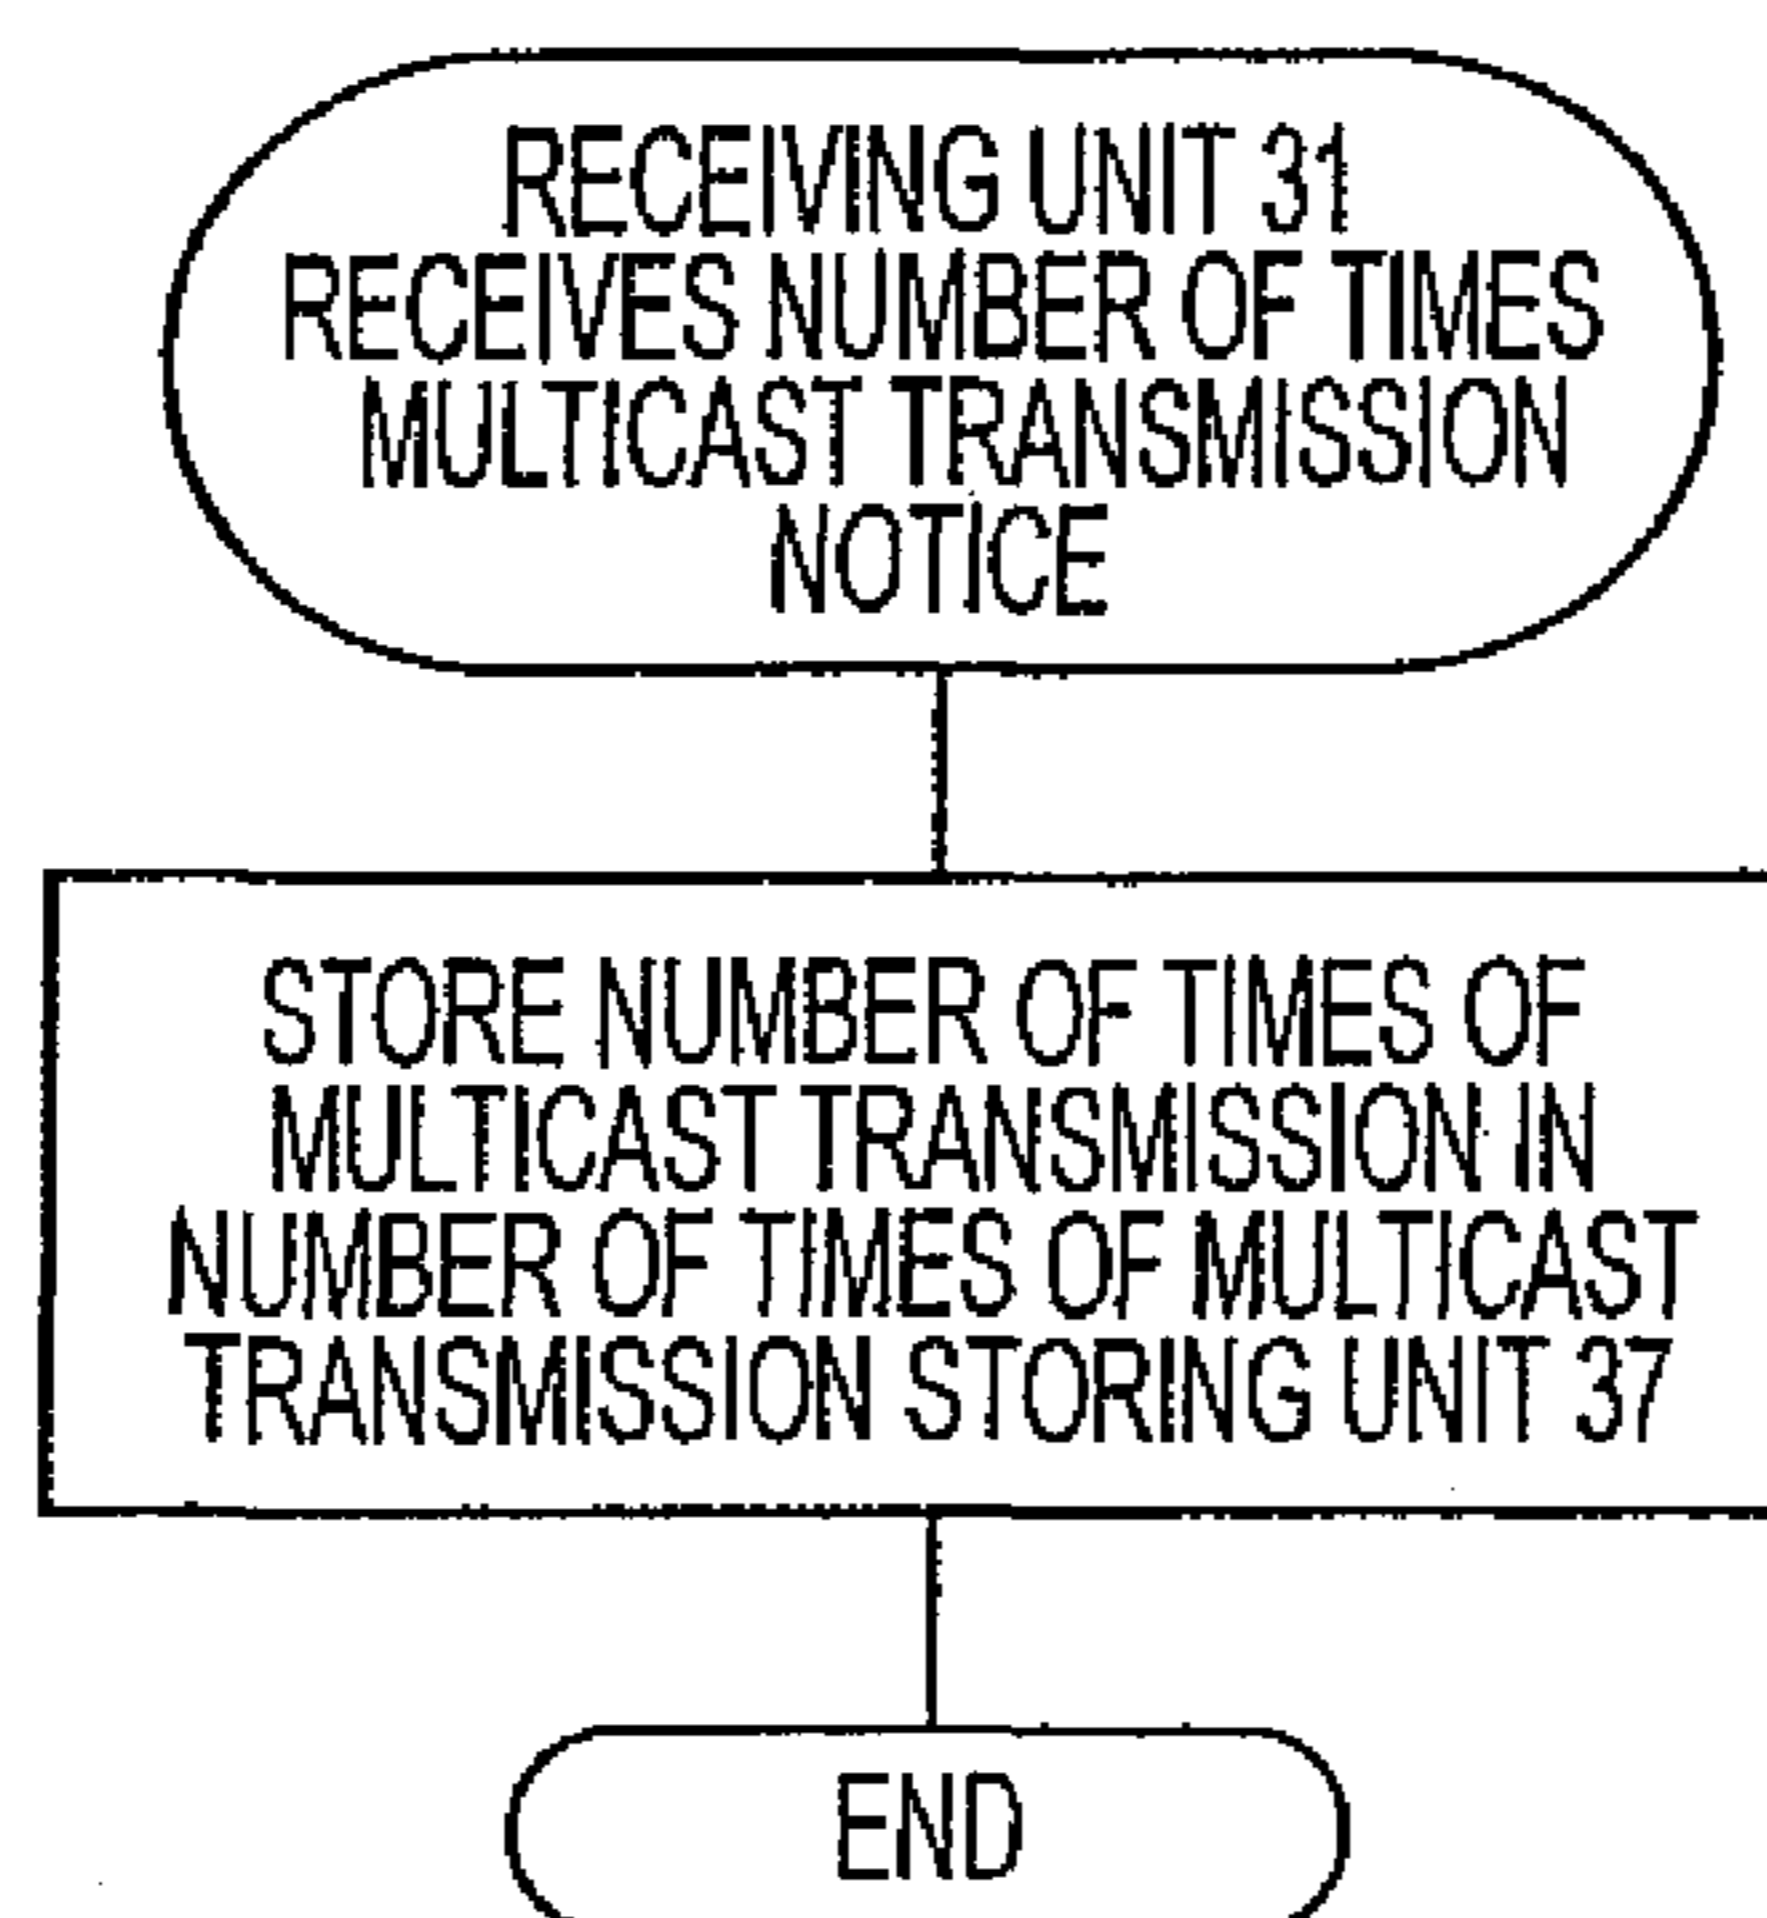 RECEIVING UNIT 31
RECEIVES NUMBER OF TIMES
MULTICAST TRANSMISSION
NOTICE
STORE NUMBER OF TIMES OF
MULTICAST TRANSMISSION IN
NUMBER OF TIMES OF MULTICAST
TRANSMISSION STORING UNIT 37
END